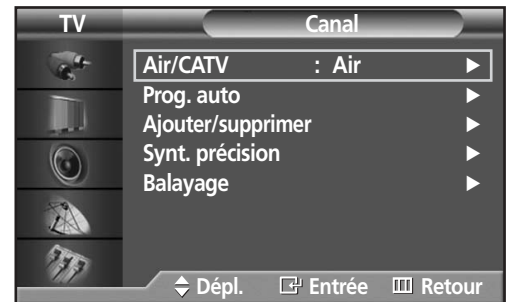 TV Canal
Air/CATV : Air
Prog. auto
Ajouter/supprimer
Synt. précision
Balayage
Dépl. Entrée Retour